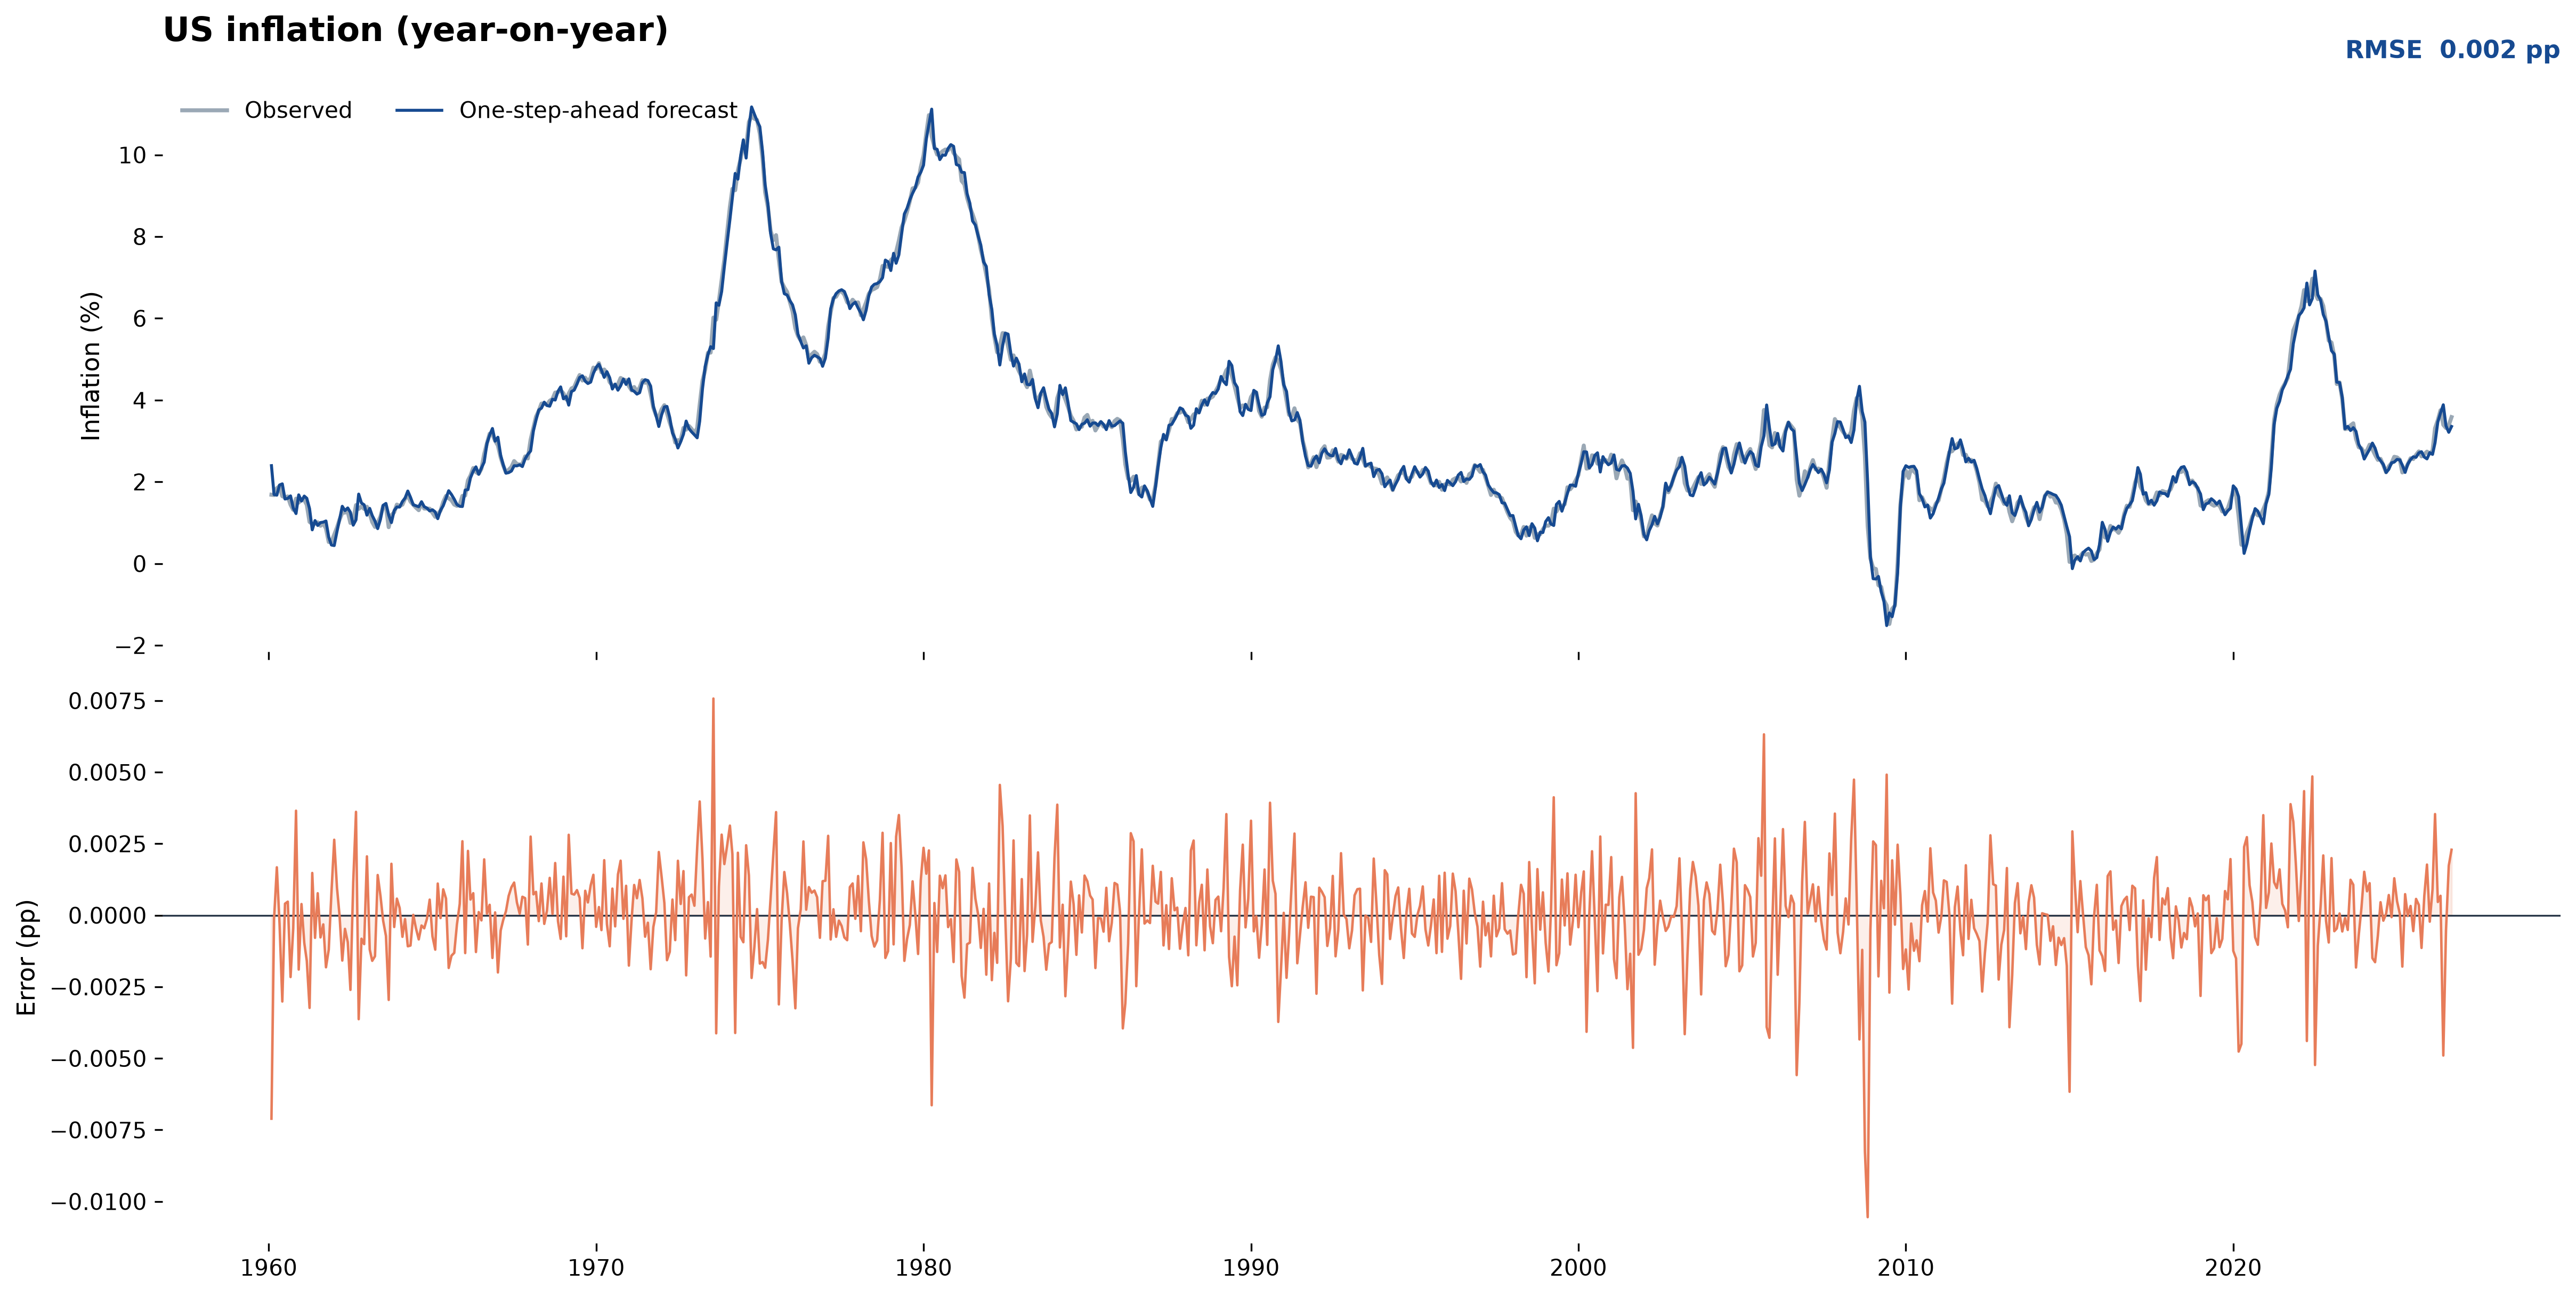 US inflation (year-on-year)
RMSE 0.002 pp
Observed
One-step-ahead forecast
Inflation (%)
10
8
6
4
2
0
−2
Error (pp)
0.0075
0.0050
0.0025
0.0000
−0.0025
−0.0050
−0.0075
−0.0100
1960 1970 1980 1990 2000 2010 2020